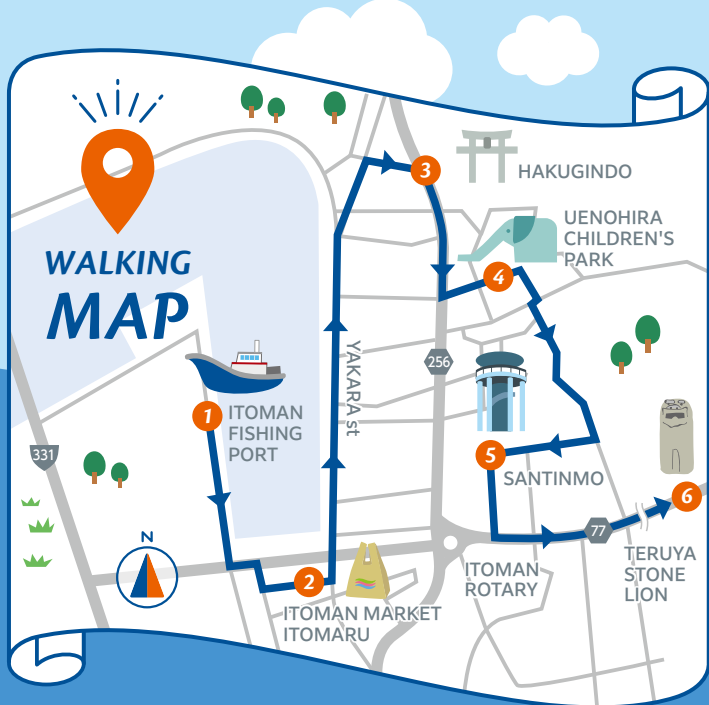 WALKING
MAP
3
HAKUGINDO
UENOHIRA
CHILDREN'S
PARK
4
256
YAKARA st
1
ITOMAN
FISHING
PORT
331
5
SANTINMO
6
77
TERUYA
STONE
LION
N
2
ITOMAN MARKET
ITOMARU
ITOMAN
ROTARY